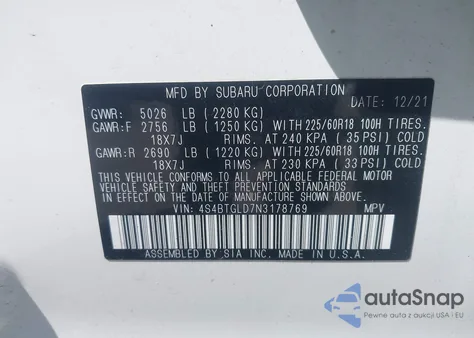 MFD BY SUBARU CORPORATION
DATE: 12/21
GVWR: 5026 LB (2280 KG)
GAWR:F 2756 LB (1250 KG) WITH 225/60R18 100H TIRES.
18X7J RIMS. AT 240 KPA (35 PSI) COLD
GAWR:R 2690 LB (1220 KG) WITH 225/60R18 100H TIRES.
18X7J RIMS. AT 230 KPA (33 PSI) COLD
THIS VEHICLE CONFORMS TO ALL APPLICABLE FEDERAL MOTOR
VEHICLE SAFETY, BUMPER, AND THEFT PREVENTION
STANDARDS IN EFFECT ON THE DATE OF
MANUFACTURE SHOWN ABOVE.
VIN: 4S4BTGLD7N3178769 MPV
ASSEMBLED BY SIA INC. MADE IN U.S.A.
autoSnap
Pewne auta z aukcji USA i EU